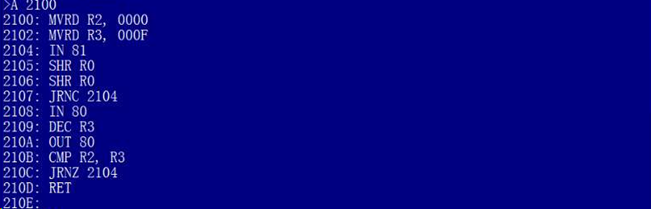 >A 2100
2100: MVRD R2, 0000
2102: MVRD R3, 000F
2104: IN 81
2105: SHR R0
2106: SHR R0
2107: JRNC 2104
2108: IN 80
2109: DEC R3
210A: OUT 80
210B: CMP R2, R3
210C: JRNZ 2104
210D: RET
210E: